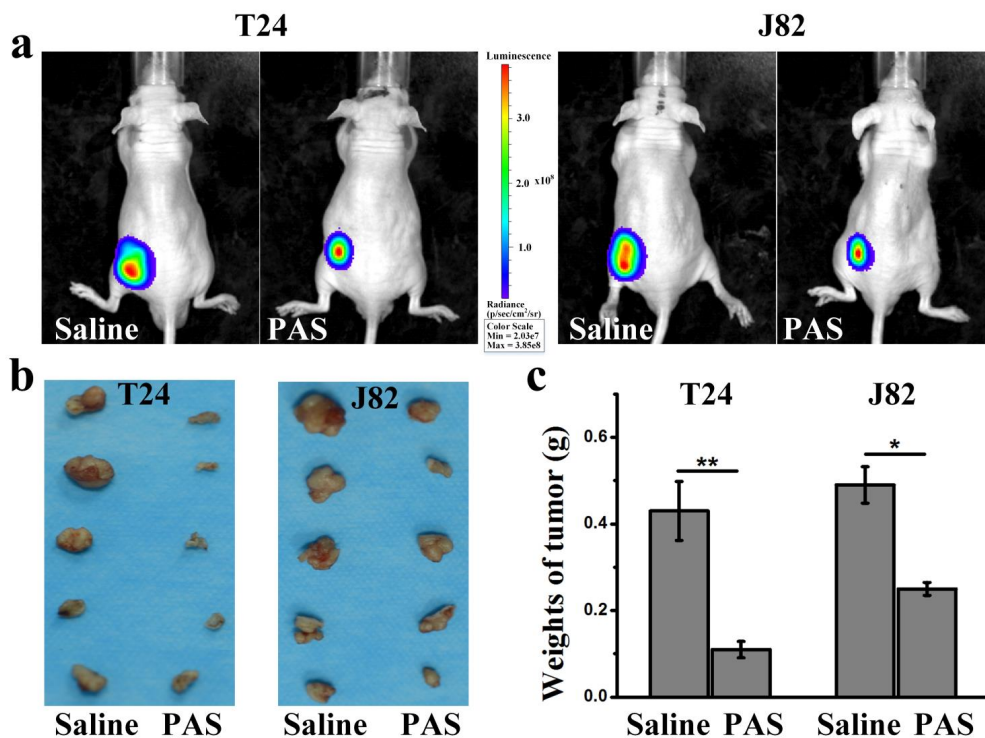 T24
J82
a
Luminescence
3.0
2.0
x10⁸
1.0
Radiance
(p/sec/cm²/sr)
Color Scale
Min = 2.03e7
Max = 3.85e8
Saline
PAS
Saline
PAS
b
T24
J82
Saline PAS
Saline PAS
c
T24
J82
Weights of tumor (g)
0.6
0.4
0.2
0.0
**
*
Saline PAS
Saline PAS